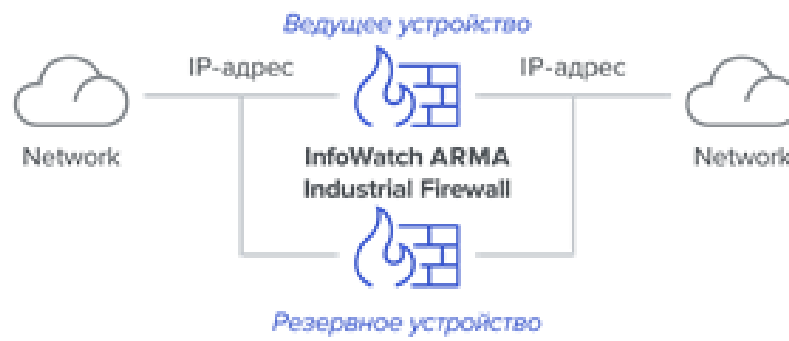 Ведущее устройство
IP-адрес
IP-адрес
Network
InfoWatch ARMA
Industrial Firewall
Network
Резервное устройство